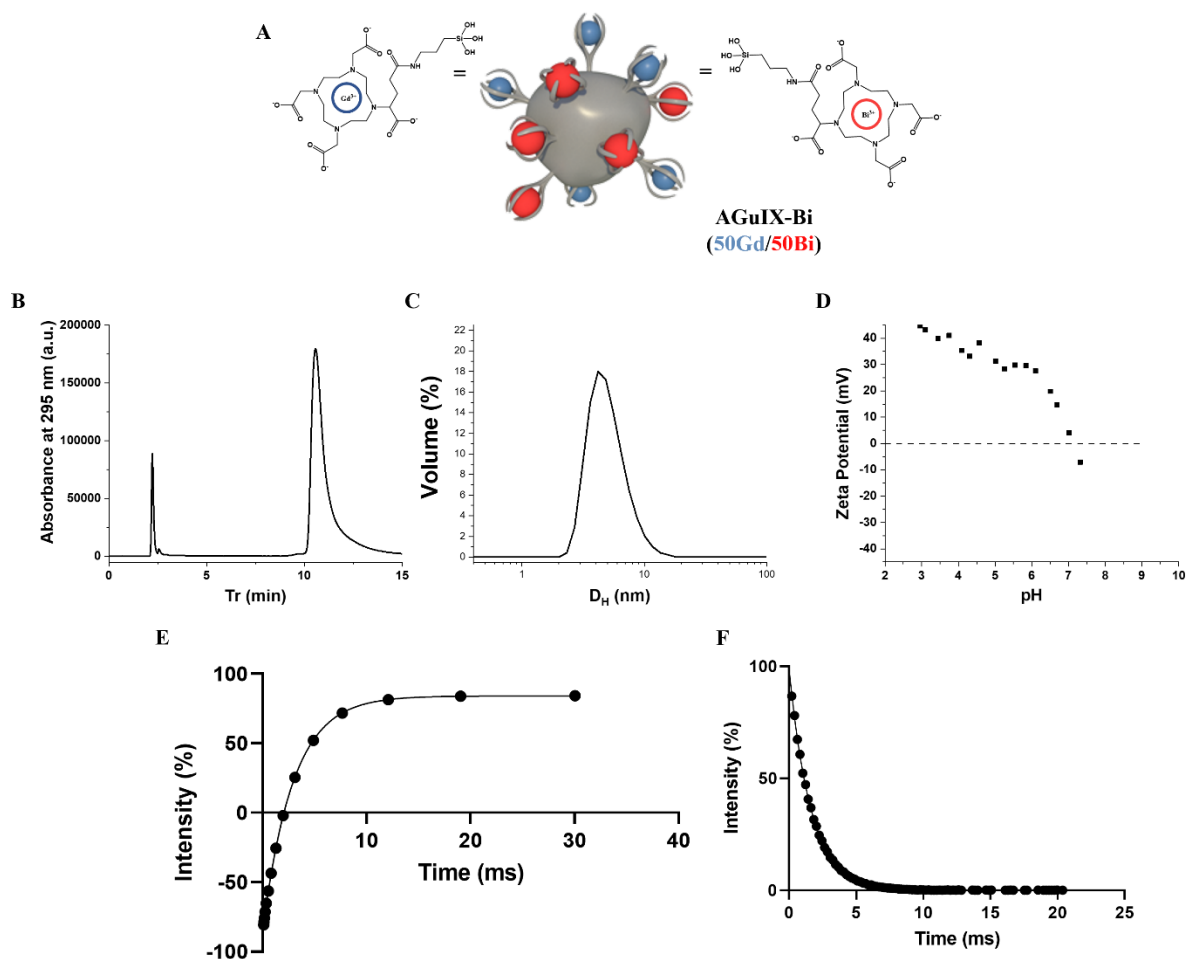 A
O
O⁻
Si
HO
OH
OH
O
NH
N
N
N
N
Gd³⁺
⁻O
O
O
O⁻
O
O⁻
=
=
HO
Si
HO
HO
NH
O
O⁻
O
N
N
N
N
Bi³⁺
⁻O
O
O
O⁻
O
O⁻
AGuIX-Bi
(50Gd/50Bi)
B
Absorbance at 295 nm (a.u.)
200000
150000
100000
50000
0
0 5 10 15
Tr (min)
C
Volume (%)
22
20
18
16
14
12
10
8
6
4
2
0
1 10 100
D_H (nm)
D
Zeta Potential (mV)
40
30
20
10
0
-10
-20
-30
-40
2 3 4 5 6 7 8 9 10
pH
E
Intensity (%)
100
50
0
-50
-100
10 20 30 40
Time (ms)
F
Intensity (%)
100
50
0
0 5 10 15 20 25
Time (ms)